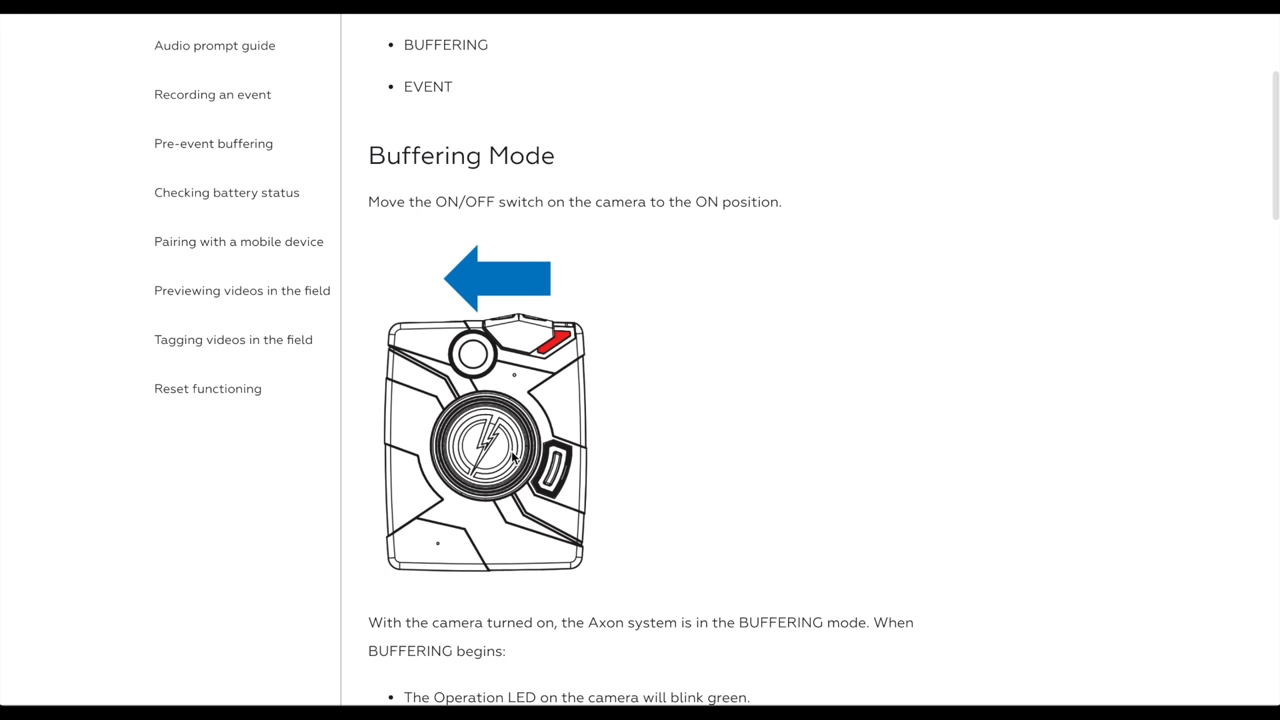 Audio prompt guide
Recording an event
Pre-event buffering
Checking battery status
Pairing with a mobile device
Previewing videos in the field
Tagging videos in the field
Reset functioning
• BUFFERING
• EVENT
Buffering Mode
Move the ON/OFF switch on the camera to the ON position.
With the camera turned on, the Axon system is in the BUFFERING mode. When
BUFFERING begins:
• The Operation LED on the camera will blink green.